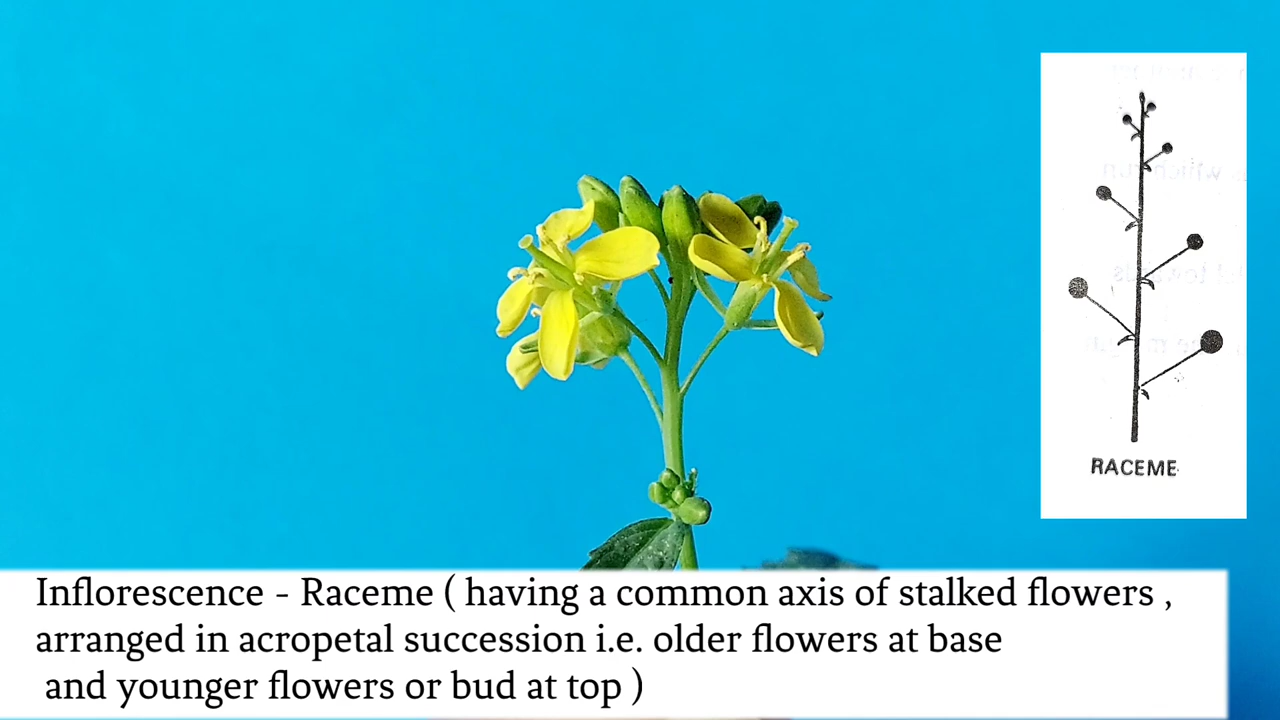 RACEME
Inflorescence - Raceme ( having a common axis of stalked flowers ,
arranged in acropetal succession i.e. older flowers at base
and younger flowers or bud at top )